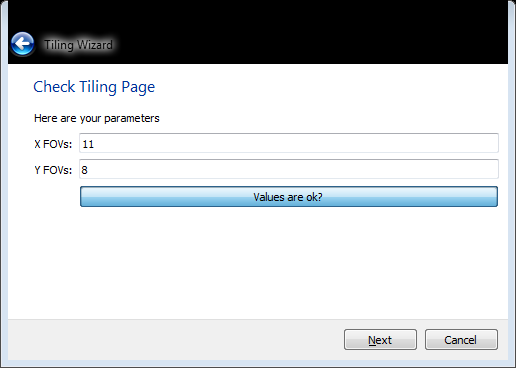 Tiling Wizard
Check Tiling Page
Here are your parameters
X FOVs: 11
Y FOVs: 8
Values are ok?
Next Cancel